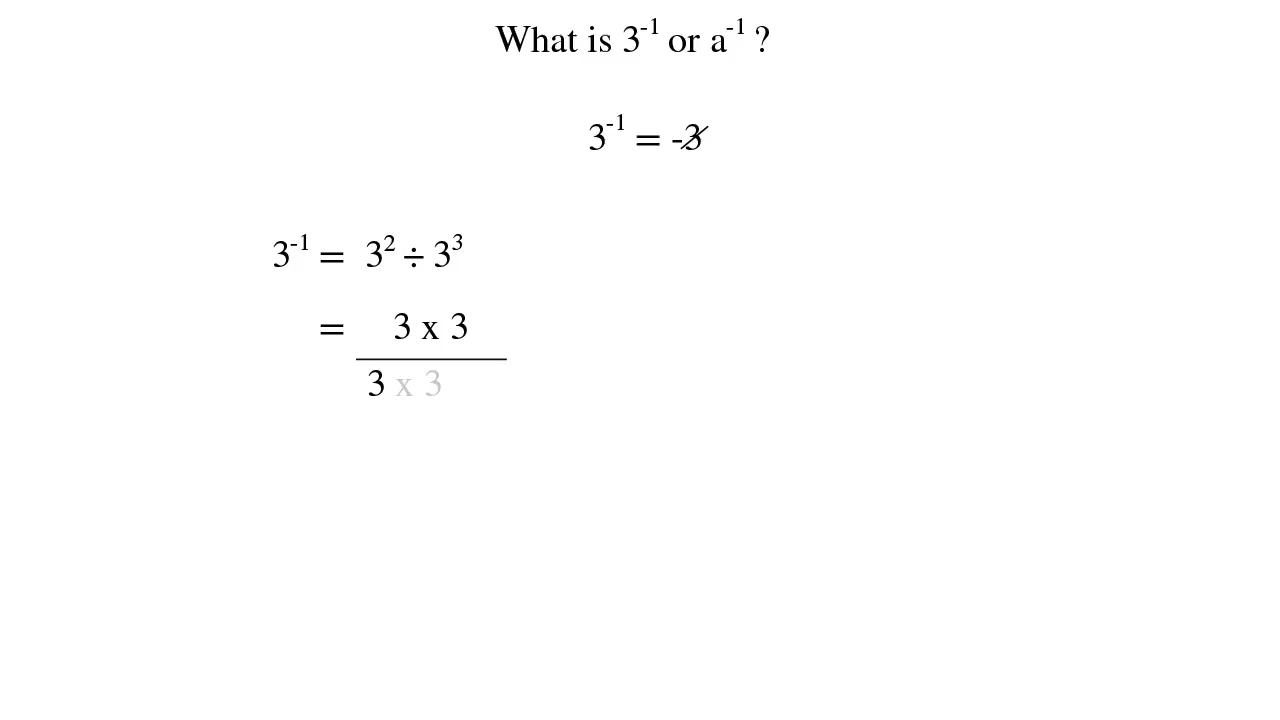 What is 3⁻¹ or a⁻¹ ?
3⁻¹ = -3
3⁻¹ = 3² ÷ 3³
= 3 x 3
3 x 3